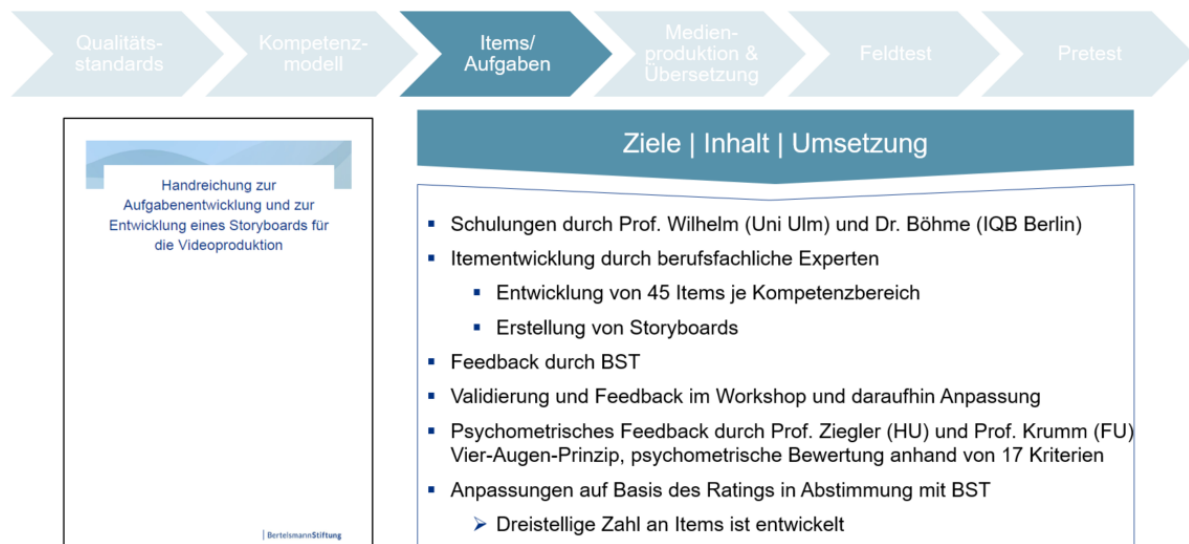 Qualitäts-
standards
Kompetenz-
modell
Items/
Aufgaben
Medien-
produktion &
Übersetzung
Feldtest
Pretest
Handreichung zur
Aufgabenentwicklung und zur
Entwicklung eines Storyboards für
die Videoproduktion
BertelsmannStiftung
Ziele | Inhalt | Umsetzung
▪ Schulungen durch Prof. Wilhelm (Uni Ulm) und Dr. Böhme (IQB Berlin)
▪ Itementwicklung durch berufsfachliche Experten
▪ Entwicklung von 45 Items je Kompetenzbereich
▪ Erstellung von Storyboards
▪ Feedback durch BST
▪ Validierung und Feedback im Workshop und daraufhin Anpassung
▪ Psychometrisches Feedback durch Prof. Ziegler (HU) und Prof. Krumm (FU)
Vier-Augen-Prinzip, psychometrische Bewertung anhand von 17 Kriterien
▪ Anpassungen auf Basis des Ratings in Abstimmung mit BST
➢ Dreistellige Zahl an Items ist entwickelt